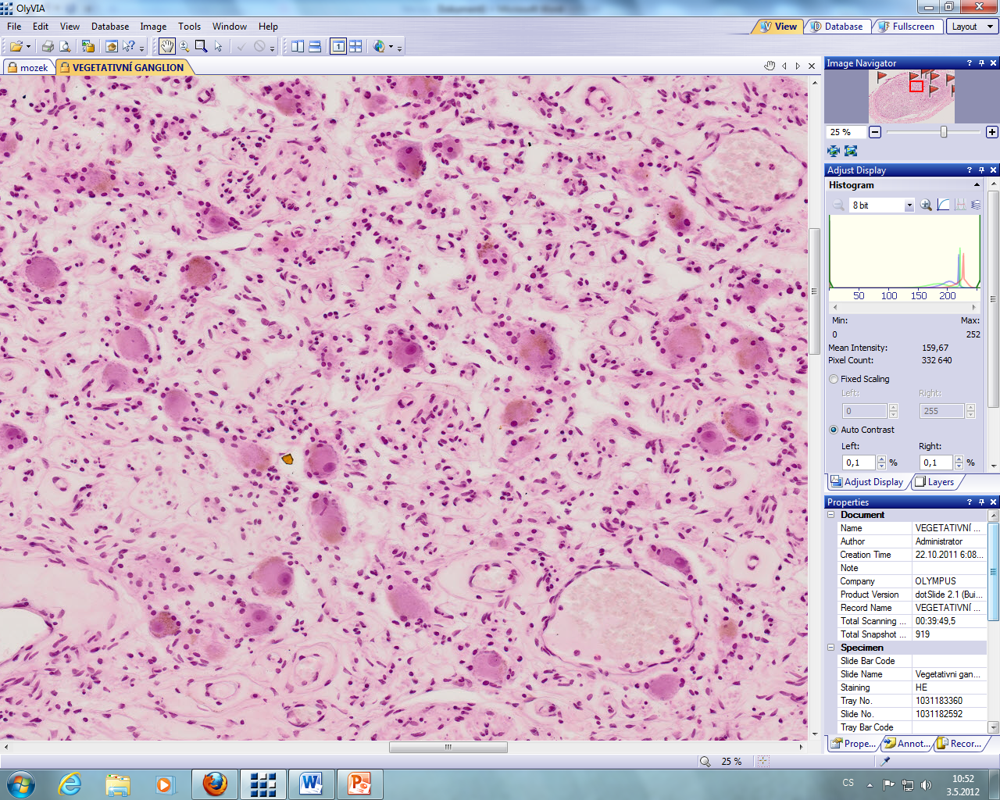 OlyVIA
File Edit View Database Image Tools Window Help
View Database Fullscreen Layout
mozek VEGETATIVNÍ GANGLION
Image Navigator
25 %
Adjust Display
Histogram
8 bit
50 100 150 200
Min: Max:
0 252
Mean Intensity: 159,67
Pixel Count: 332 640
Fixed Scaling
Left: Right:
0 255
Auto Contrast
Left: Right:
0,1 % 0,1 %
Adjust Display Layers
Properties
Document
Name VEGETATIVNÍ ...
Author Administrator
Creation Time 22.10.2011 6:08...
Note
Company OLYMPUS
Product Version dotSlide 2.1 (Bui...
Record Name VEGETATIVNÍ ...
Total Scanning ... 00:39:49,5
Total Snapshot ... 919
Specimen
Slide Bar Code
Slide Name Vegetativni gan...
Staining HE
Tray No. 1031183360
Slide No. 1031182592
Tray Bar Code
Prope... Annot... Recor...
25 %
CS 10:52
3.5.2012